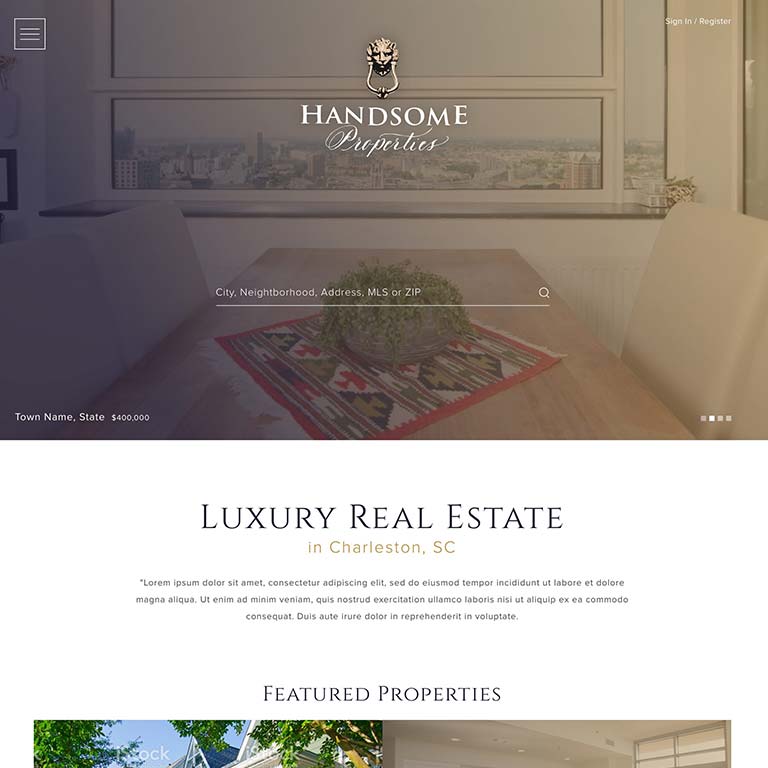 Sign In / Register
HANDSOME
Properties
City, Neightborhood, Address, MLS or ZIP
Town Name, State $400,000
LUXURY REAL ESTATE
in Charleston, SC
"Lorem ipsum dolor sit amet, consectetur adipiscing elit, sed do eiusmod tempor incididunt ut labore et dolore
magna aliqua. Ut enim ad minim veniam, quis nostrud exercitation ullamco laboris nisi ut aliquip ex ea commodo
consequat. Duis aute irure dolor in reprehenderit in voluptate.
FEATURED PROPERTIES
iStock iStock